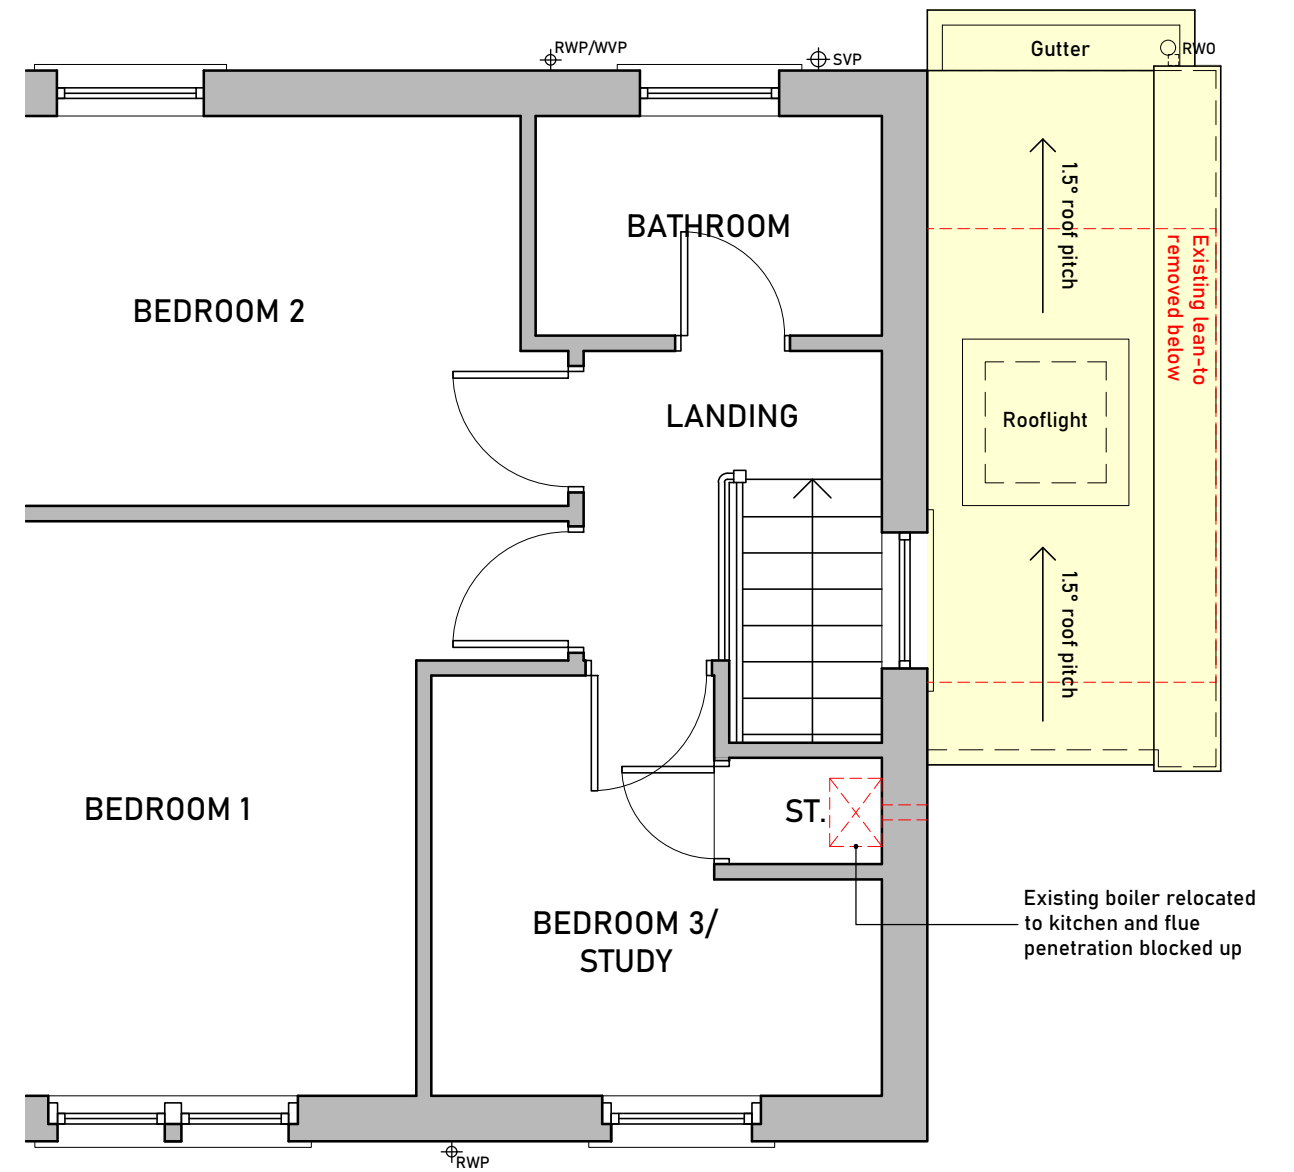 RWP/WVP
SVP
Gutter
RWO
1.5° roof pitch
BATHROOM
BEDROOM 2
Existing lean-to
removed below
LANDING
Rooflight
1.5° roof pitch
BEDROOM 1
ST.
Existing boiler relocated
to kitchen and flue
penetration blocked up
BEDROOM 3/
STUDY
RWP